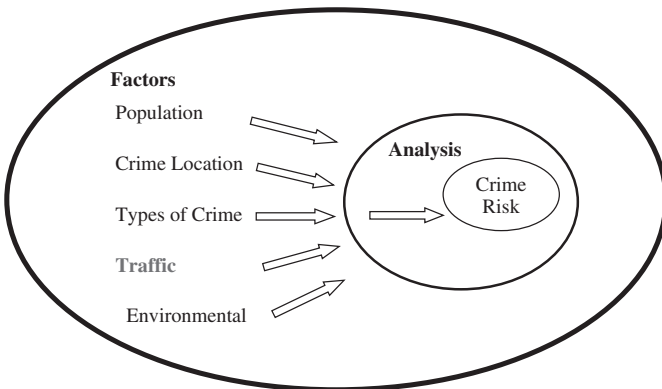 Factors
Population
Crime Location
Types of Crime
Traffic
Environmental
Analysis
Crime
Risk